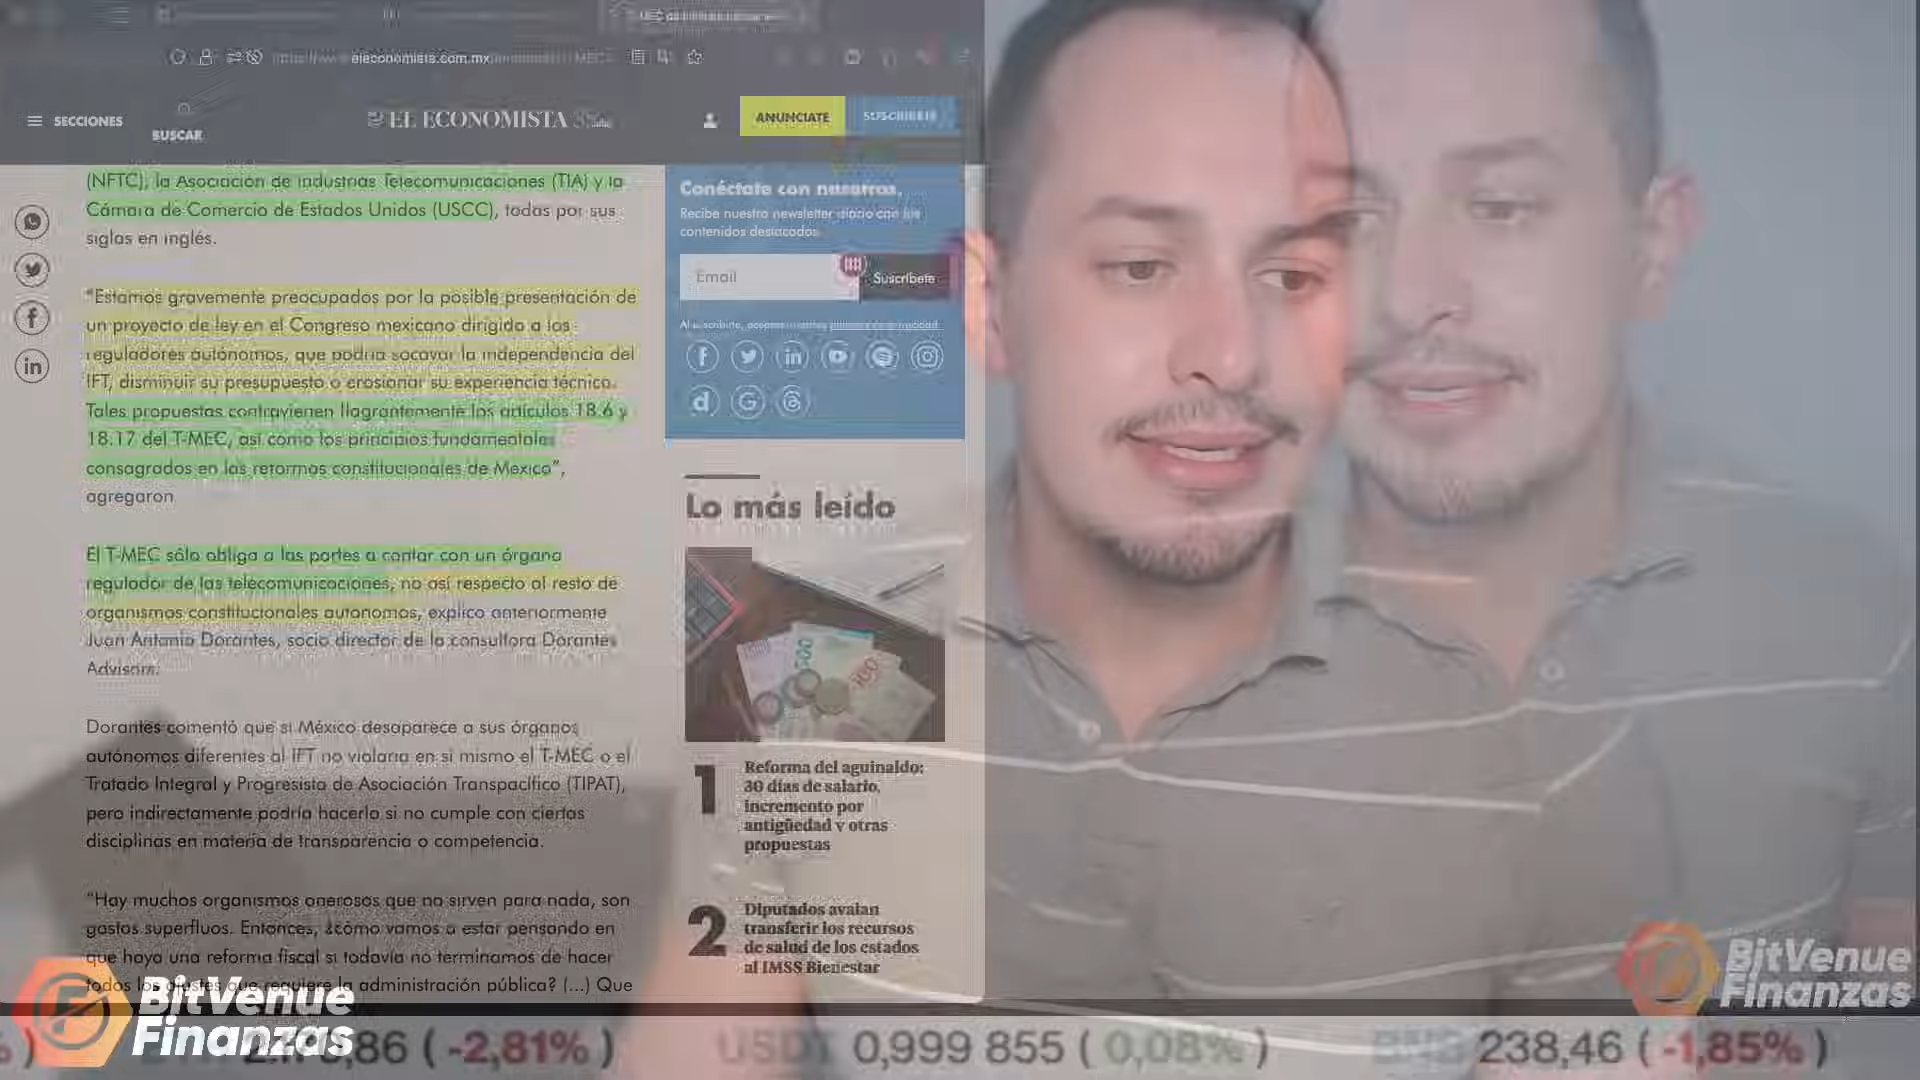 eleconomista.com.mx
SECCIONES
BUSCAR
EL ECONOMISTA
ANÚNCIATE
SUSCRÍBETE
(NFTC), la Asociación de Industrias Telecomunicaciones (TIA) y la
Cámara de Comercio de Estados Unidos (USCC), todas por sus
siglas en inglés.
"Estamos gravemente preocupados por la posible presentación de
un proyecto de ley en el Congreso mexicano dirigido a los
reguladores autónomos, que podría socavar la independencia del
IFT, disminuir su presupuesto o erosionar su experiencia técnica.
Tales propuestas contravienen flagrantemente los artículos 18.6 y
18.17 del T-MEC, así como los principios fundamentales
consagrados en las reformas constitucionales de México",
agregaron
El T-MEC sólo obliga a las partes a contar con un órgano
regulador de las telecomunicaciones, no así respecto al resto de
organismos constitucionales autónomos, explicó anteriormente
Juan Antonio Dorantes, socio director de la consultora Dorantes
Advisors.
Dorantes comentó que si México desaparece a sus órganos
autónomos diferentes al IFT no violaría en sí mismo el T-MEC o el
Tratado Integral y Progresista de Asociación Transpacífico (TIPAT),
pero indirectamente podría hacerlo si no cumple con ciertas
disciplinas en materia de transparencia o competencia.
"Hay muchos organismos onerosos que no sirven para nada, son
gastos superfluos. Entonces, ¿cómo vamos a estar pensando en
que haya una reforma fiscal si todavía no terminamos de hacer
todos los ajustes que requiere la administración pública? (...) Que
Conéctate con nosotros.
Recibe nuestro newsletter diario con los
contenidos destacados.
Email
Suscríbete
Lo más leído
1
Reforma del aguinaldo:
30 días de salario,
incremento por
antigüedad y otras
propuestas
2
Diputados avalan
transferir los recursos
de salud de los estados
al IMSS Bienestar
BitVenue
Finanzas
BitVenue
Finanzas
,86 ( -2,81% ) USDT 0,999 855 ( 0,08% ) BNB 238,46 ( -1,85% )